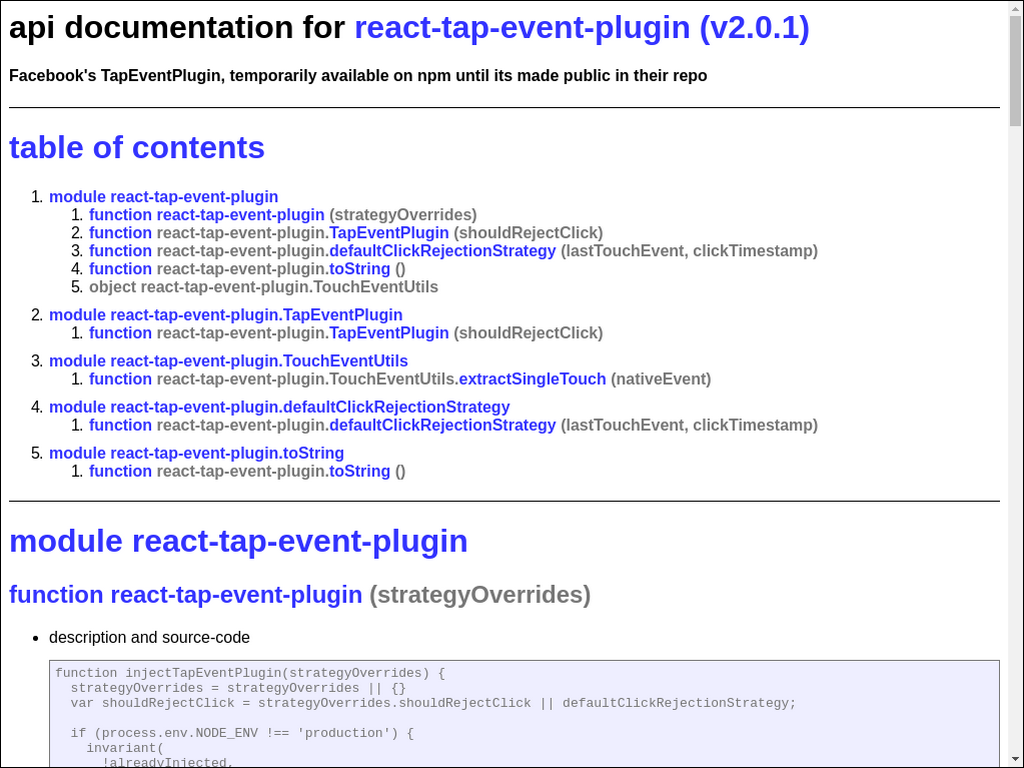 api documentation for react-tap-event-plugin (v2.0.1)
Facebook's TapEventPlugin, temporarily available on npm until its made public in their repo
table of contents
1. module react-tap-event-plugin
1. function react-tap-event-plugin (strategyOverrides)
2. function react-tap-event-plugin.TapEventPlugin (shouldRejectClick)
3. function react-tap-event-plugin.defaultClickRejectionStrategy (lastTouchEvent, clickTimestamp)
4. function react-tap-event-plugin.toString ()
5. object react-tap-event-plugin.TouchEventUtils
2. module react-tap-event-plugin.TapEventPlugin
1. function react-tap-event-plugin.TapEventPlugin (shouldRejectClick)
3. module react-tap-event-plugin.TouchEventUtils
1. function react-tap-event-plugin.TouchEventUtils.extractSingleTouch (nativeEvent)
4. module react-tap-event-plugin.defaultClickRejectionStrategy
1. function react-tap-event-plugin.defaultClickRejectionStrategy (lastTouchEvent, clickTimestamp)
5. module react-tap-event-plugin.toString
1. function react-tap-event-plugin.toString ()
module react-tap-event-plugin
function react-tap-event-plugin (strategyOverrides)
• description and source-code
function injectTapEventPlugin(strategyOverrides) {
  strategyOverrides = strategyOverrides || {}
  var shouldRejectClick = strategyOverrides.shouldRejectClick || defaultClickRejectionStrategy;
  if (process.env.NODE_ENV !== 'production') {
    invariant(
      !alreadyInjected,